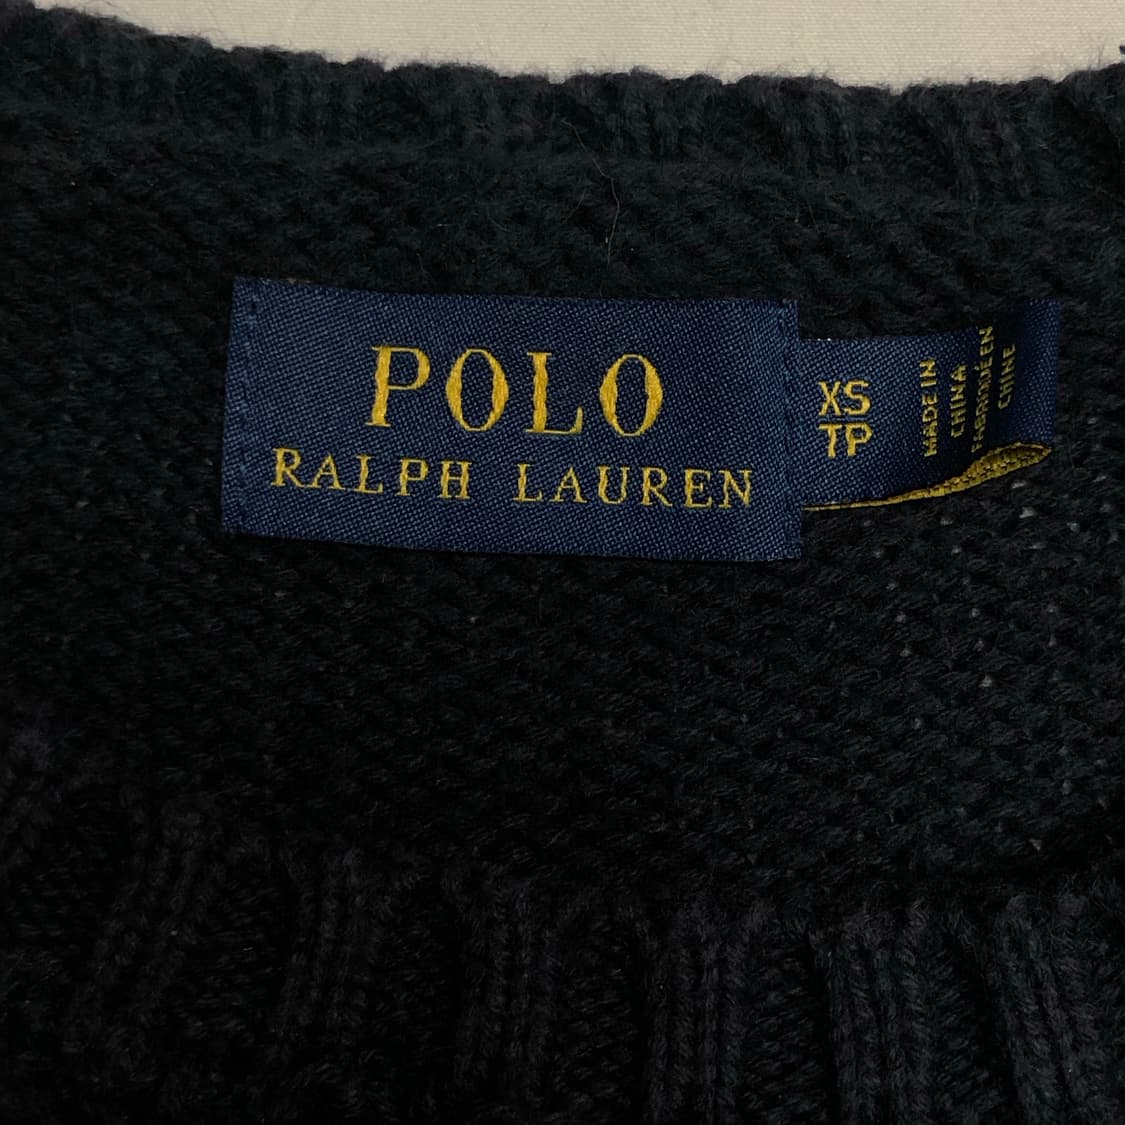 POLO
RALPH LAUREN
XS
TP
MADE IN
CHINA
FABRIQUÉ EN
CHINE